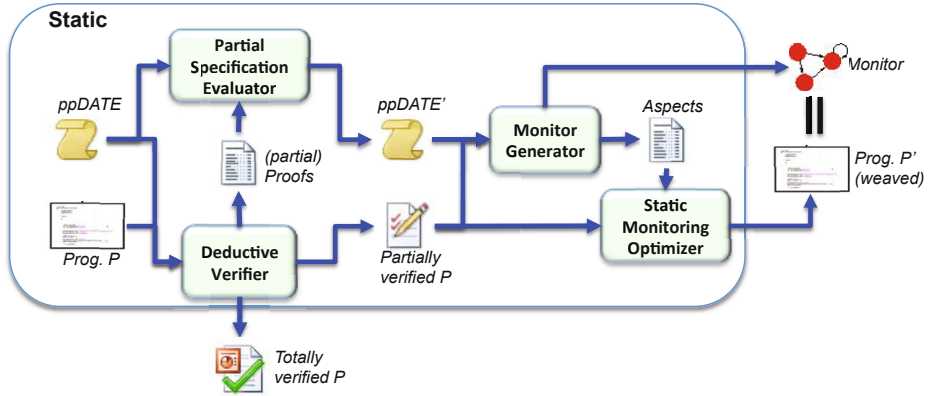 Static
Partial
Specification
Evaluator
ppDATE
ppDATE’
Aspects
Monitor
Monitor
Generator
(partial)
Proofs
Prog. P’
(weaved)
Static
Monitoring
Optimizer
Prog. P
Deductive
Verifier
Partially
verified P
Totally
verified P